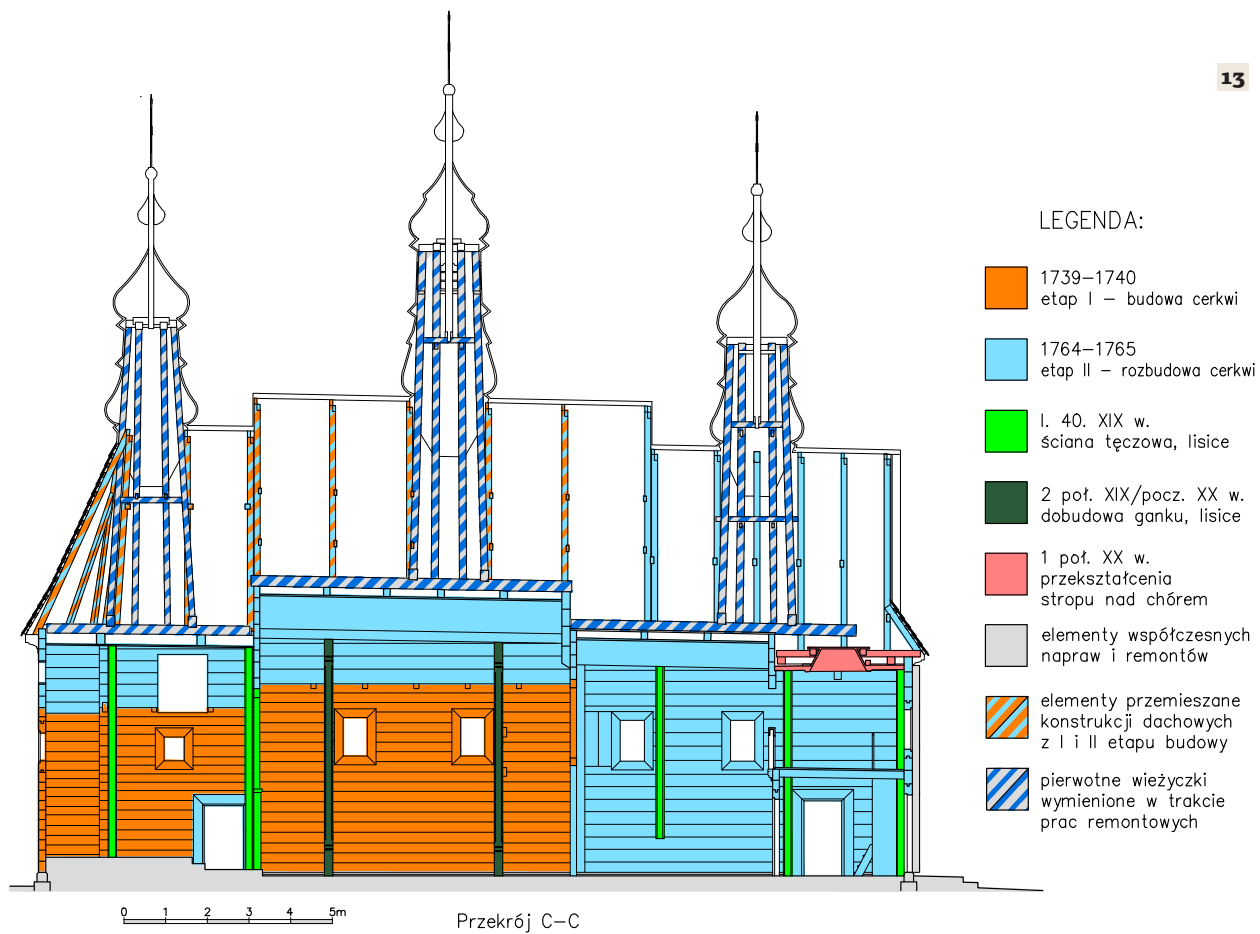 13
LEGENDA:
1739–1740
etap I – budowa cerkwi
1764–1765
etap II – rozbudowa cerkwi
l. 40. XIX w.
ściana tęczowa, lisice
2 poł. XIX/pocz. XX w.
dobudowa ganku, lisice
1 poł. XX w.
przekształcenia
stropu nad chórem
elementy współczesnych
napraw i remontów
elementy przemieszane
konstrukcji dachowych
z I i II etapu budowy
pierwotne wieżyczki
wymienione w trakcie
prac remontowych
0 1 2 3 4 5m
Przekrój C–C